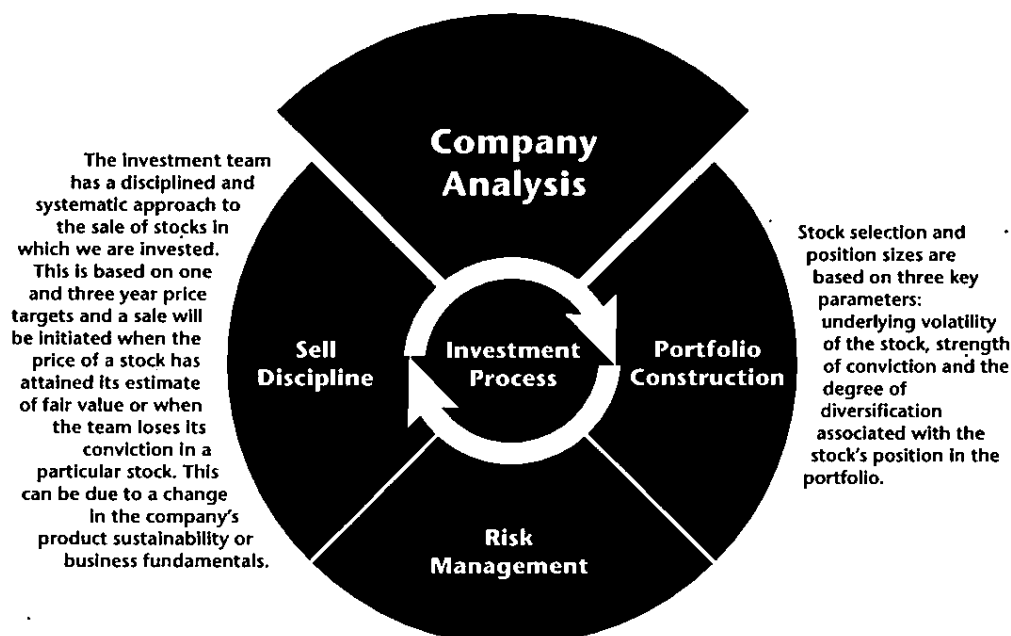 Company
Analysis
The investment team
has a disciplined and
systematic approach to
the sale of stocks in
which we are invested.
This is based on one
and three year price
targets and a sale will
be initiated when the
price of a stock has
attained its estimate
of fair value or when
the team loses its
conviction in a
particular stock. This
can be due to a change
in the company's
product sustainability or
business fundamentals.
Sell
Discipline
Investment
Process
Portfolio
Construction
Stock selection and
position sizes are
based on three key
parameters:
underlying volatility
of the stock, strength
of conviction and the
degree of
diversification
associated with the
stock's position in the
portfolio.
Risk
Management